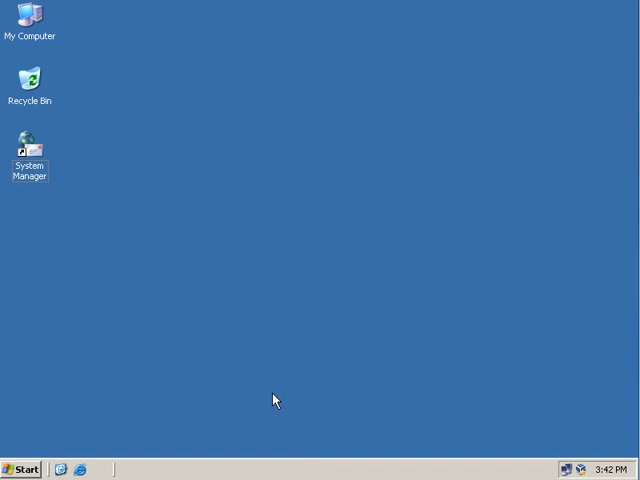 My Computer
Recycle Bin
System
Manager
Start
3:42 PM